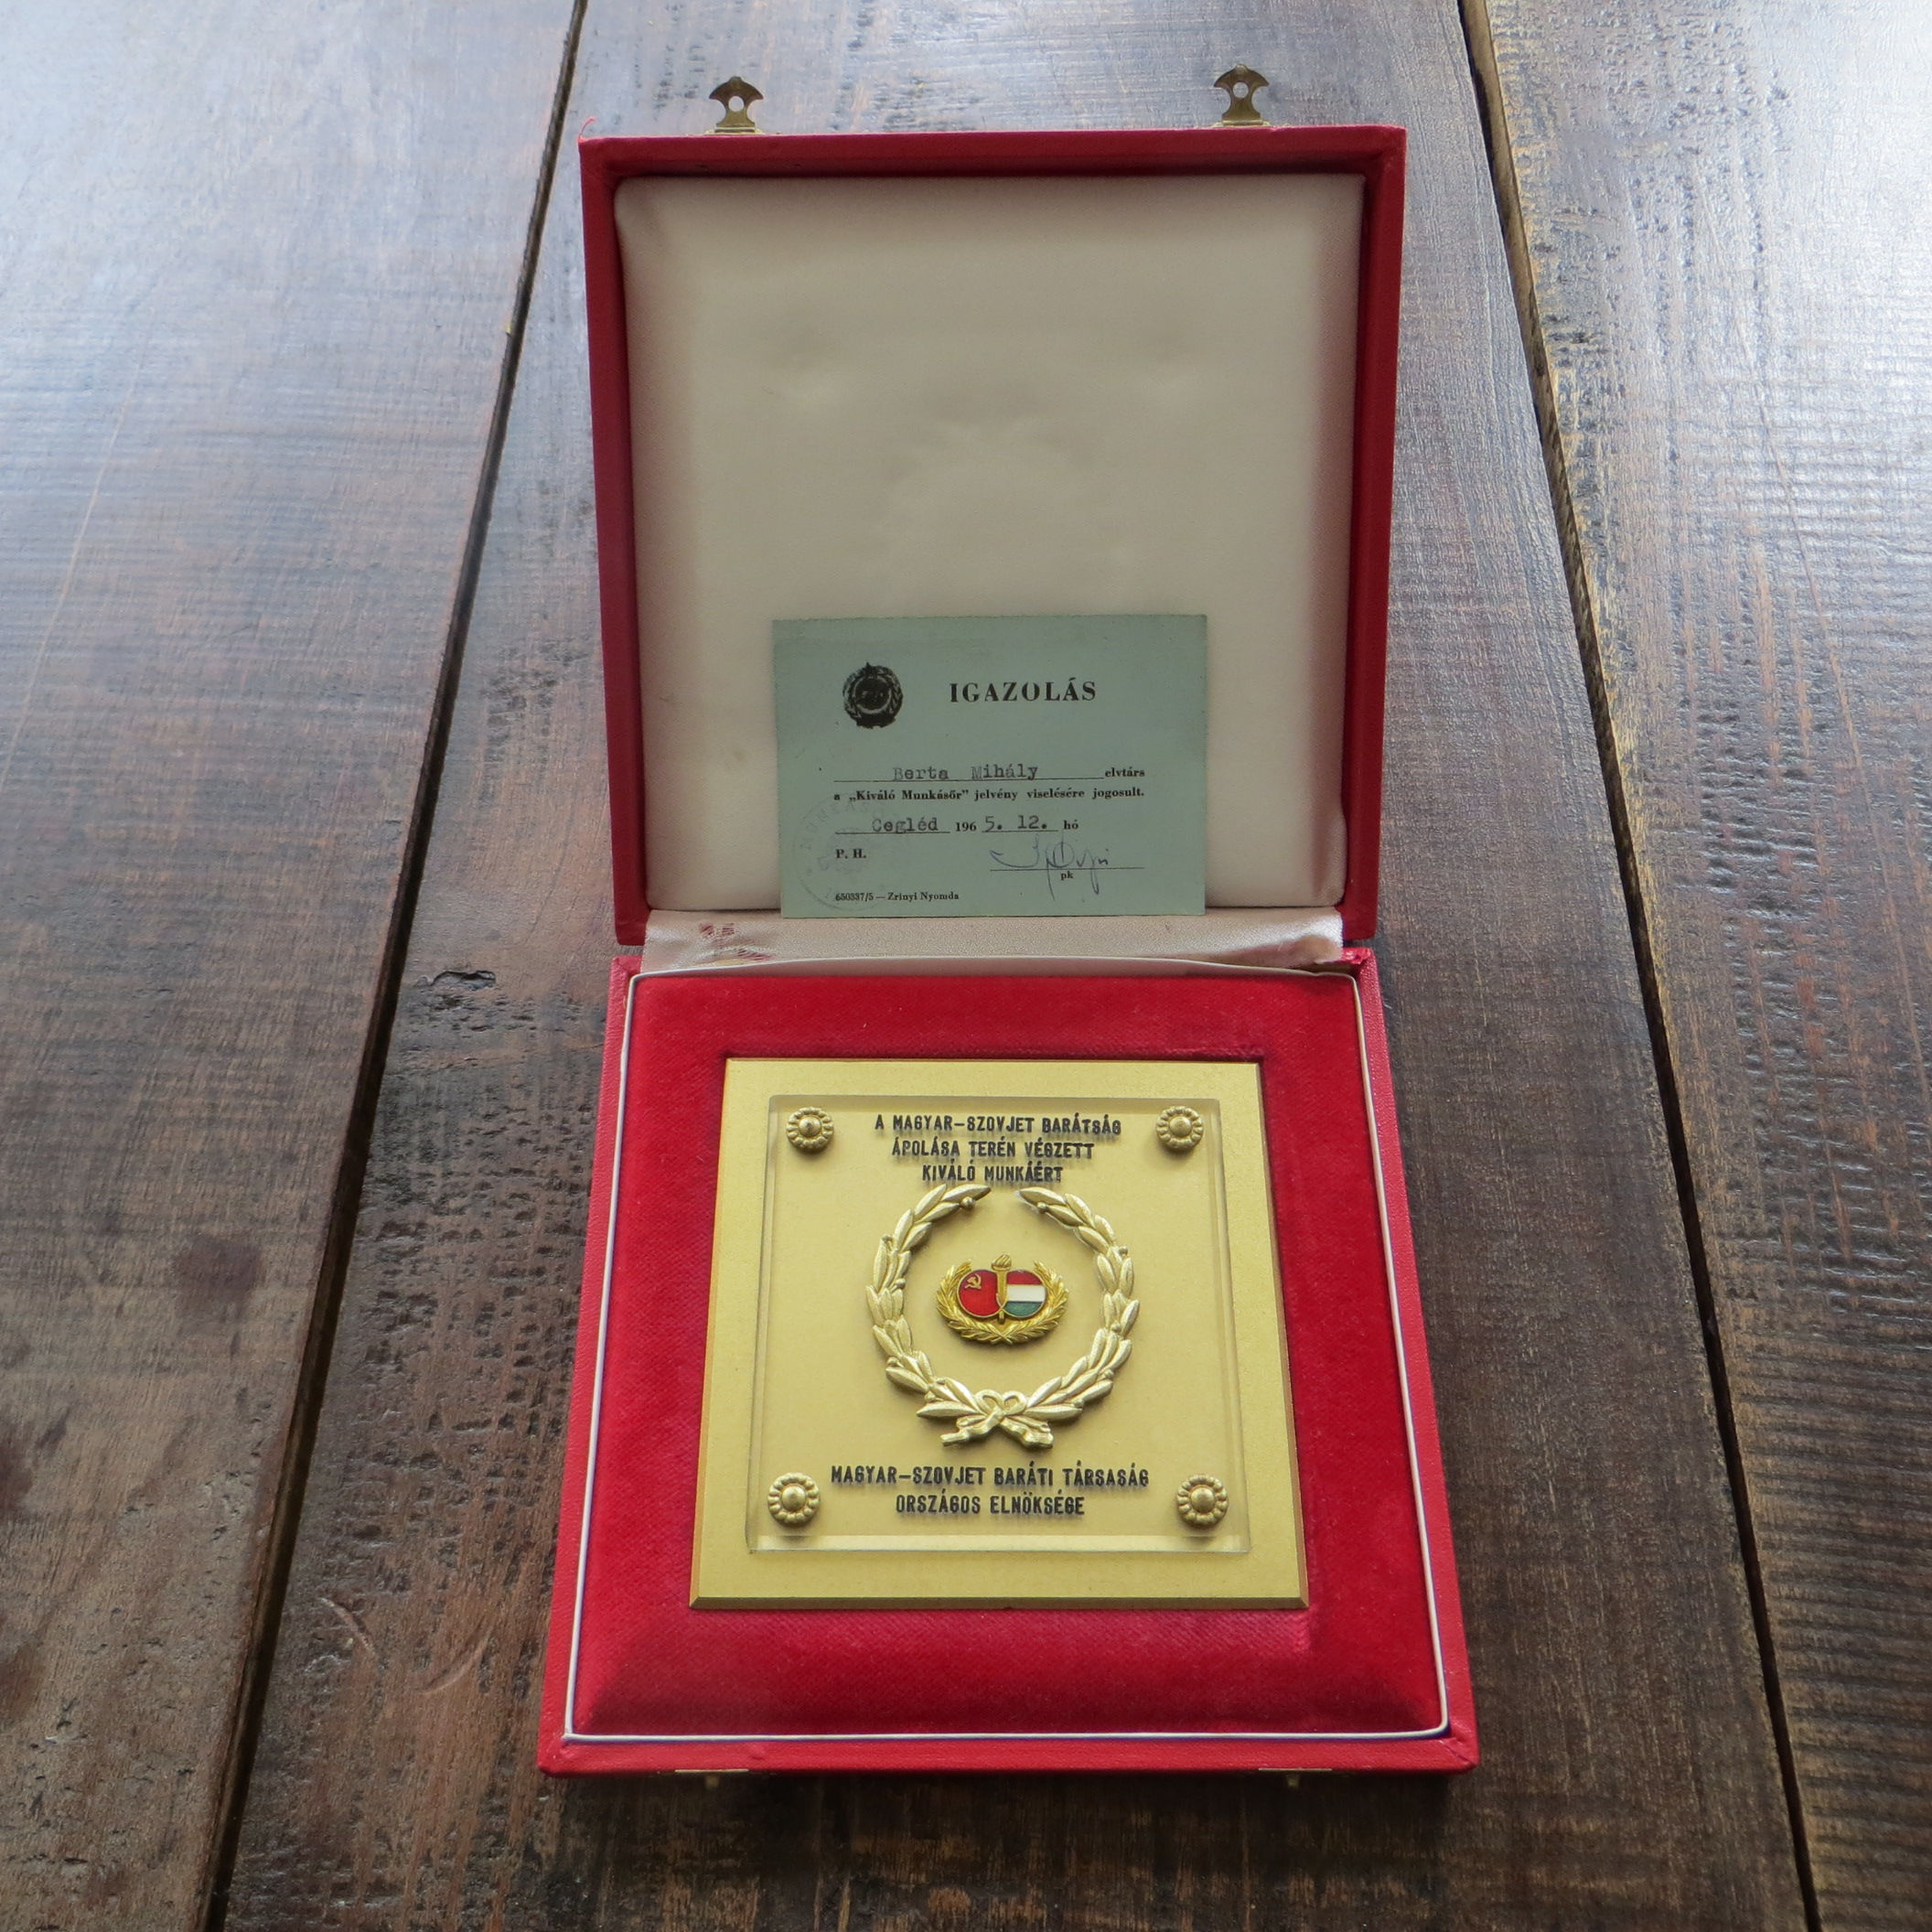 IGAZOLÁS
Berta Mihály elvtárs
a „Kiváló Munkásőr” jelvény viselésére jogosult.
Cegléd 1965. 12. hó
P. H.
pk
650337/5 — Zrínyi Nyomda
A MAGYAR-SZOVJET BARÁTSÁG
ÁPOLÁSA TERÉN VÉGZETT
KIVÁLÓ MUNKÁÉRT
MAGYAR-SZOVJET BARÁTI TÁRSASÁG
ORSZÁGOS ELNÖKSÉGE